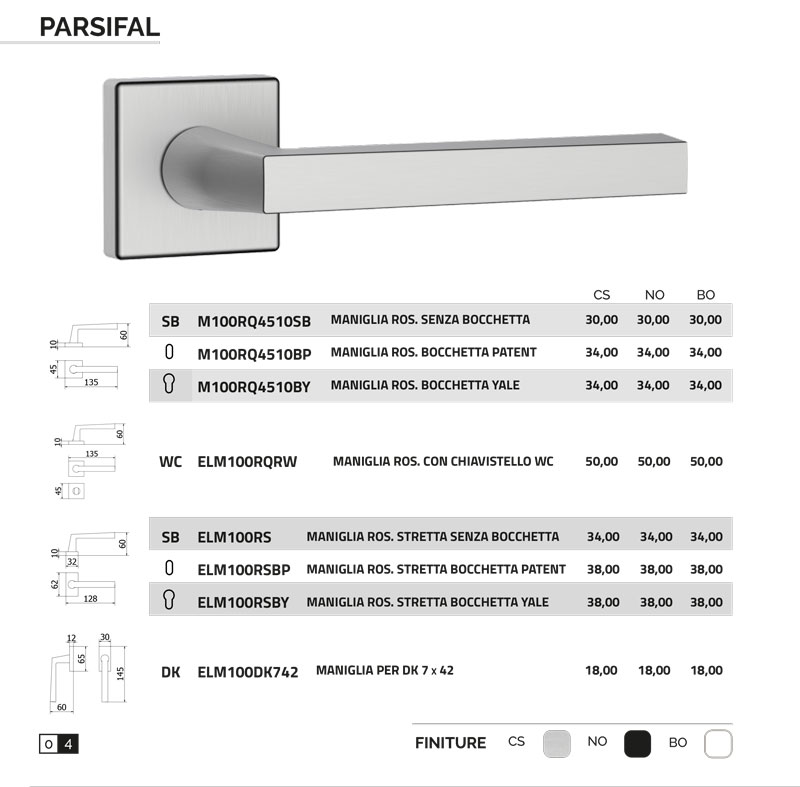 PARSIFAL
CS NO BO
SB M100RQ4510SB MANIGLIA ROS. SENZA BOCCHETTA 30,00 30,00 30,00
M100RQ4510BP MANIGLIA ROS. BOCCHETTA PATENT 34,00 34,00 34,00
M100RQ4510BY MANIGLIA ROS. BOCCHETTA YALE 34,00 34,00 34,00
10 60
45
135
WC ELM100RQRW MANIGLIA ROS. CON CHIAVISTELLO WC 50,00 50,00 50,00
10 60
135
45
SB ELM100RS MANIGLIA ROS. STRETTA SENZA BOCCHETTA 34,00 34,00 34,00
ELM100RSBP MANIGLIA ROS. STRETTA BOCCHETTA PATENT 38,00 38,00 38,00
ELM100RSBY MANIGLIA ROS. STRETTA BOCCHETTA YALE 38,00 38,00 38,00
10 60
32
62
128
DK ELM100DK742 MANIGLIA PER DK 7 x 42 18,00 18,00 18,00
12 30
65 145
60
0 4
FINITURE CS NO BO